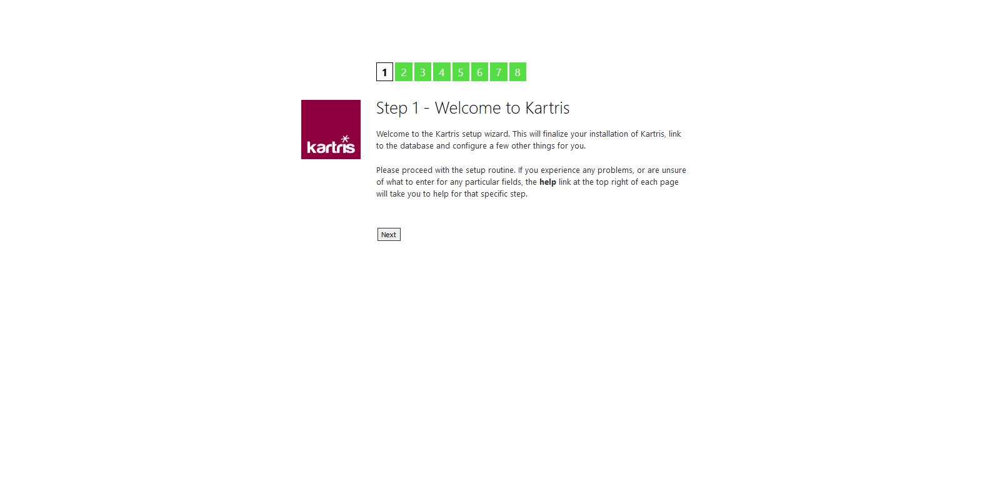 1 2 3 4 5 6 7 8
kartris
Step 1 - Welcome to Kartris
Welcome to the Kartris setup wizard. This will finalize your installation of Kartris, link
to the database and configure a few other things for you.
Please proceed with the setup routine. If you experience any problems, or are unsure
of what to enter for any particular fields, the help link at the top right of each page
will take you to help for that specific step.
Next